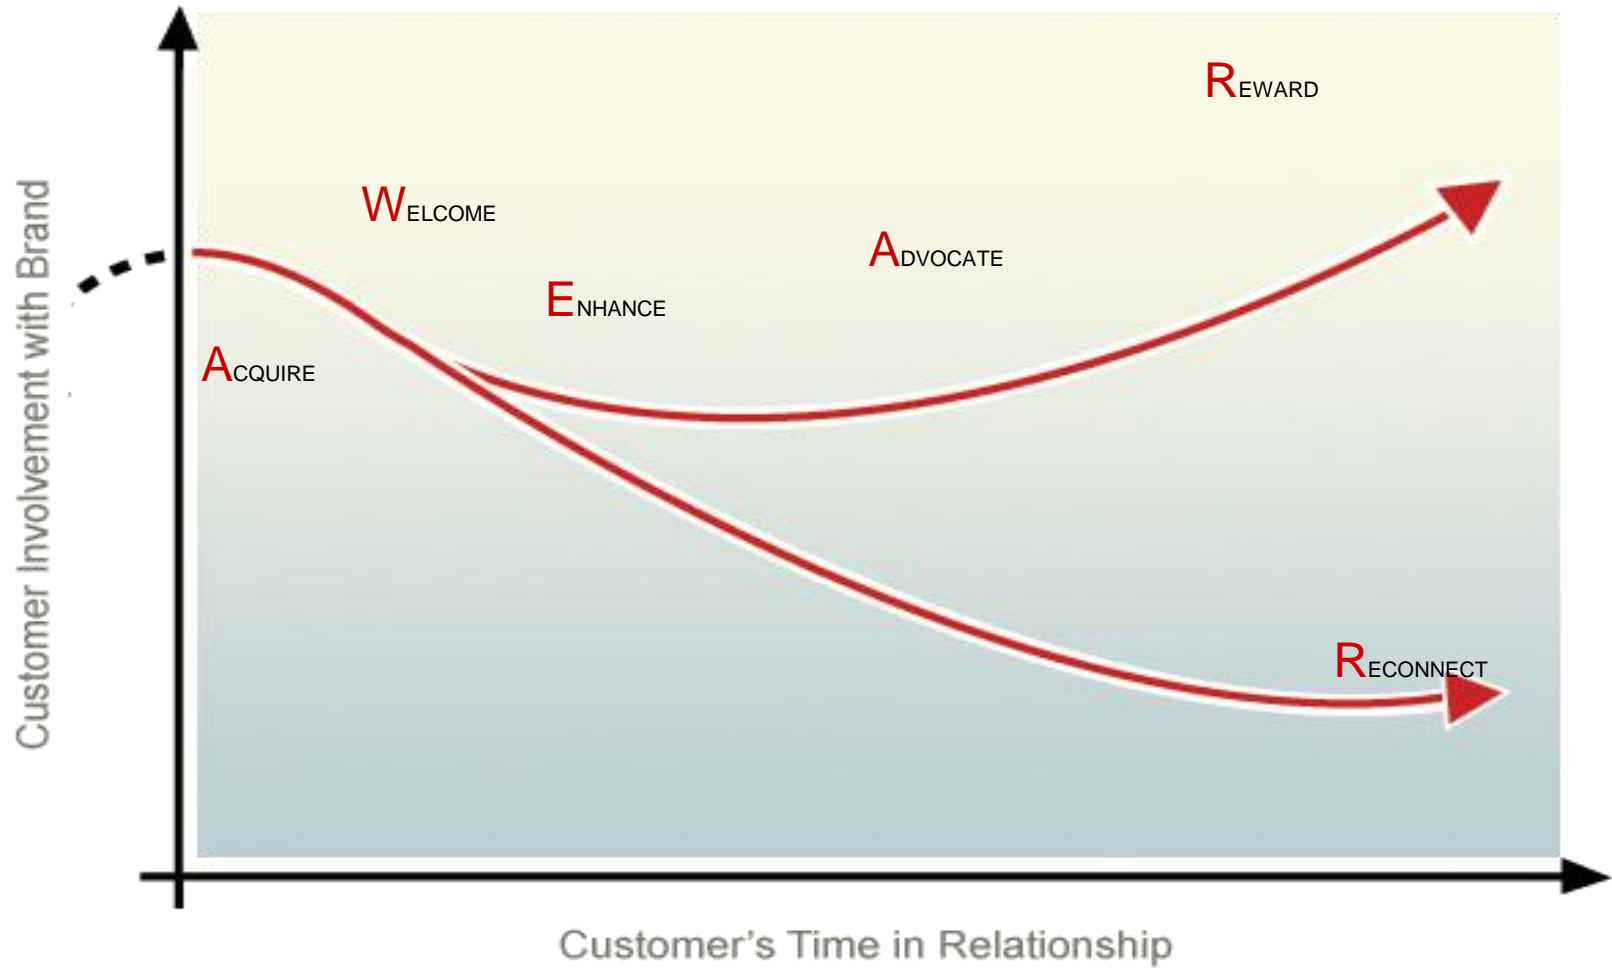 REWARD
WELCOME
ADVOCATE
ENHANCE
ACQUIRE
RECONNECT
Customer Involvement with Brand
Customer's Time in Relationship